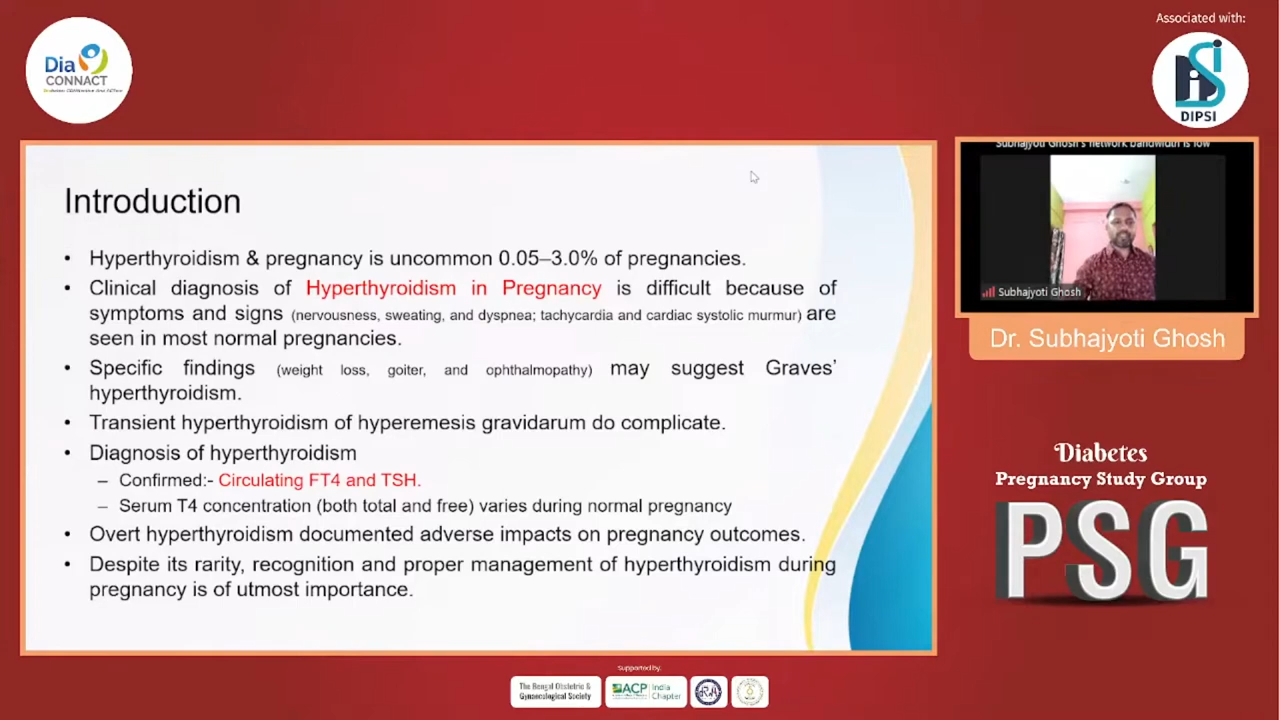 Associated with:
Dia
CONNACT
DIPSI
Introduction
• Hyperthyroidism & pregnancy is uncommon 0.05–3.0% of pregnancies.
• Clinical diagnosis of Hyperthyroidism in Pregnancy is difficult because of
symptoms and signs (nervousness, sweating, and dyspnea; tachycardia and cardiac systolic murmur) are
seen in most normal pregnancies.
• Specific findings (weight loss, goiter, and ophthalmopathy) may suggest Graves’
hyperthyroidism.
• Transient hyperthyroidism of hyperemesis gravidarum do complicate.
• Diagnosis of hyperthyroidism
– Confirmed:- Circulating FT4 and TSH.
– Serum T4 concentration (both total and free) varies during normal pregnancy
• Overt hyperthyroidism documented adverse impacts on pregnancy outcomes.
• Despite its rarity, recognition and proper management of hyperthyroidism during
pregnancy is of utmost importance.
Subhajyoti Ghosh's network bandwidth is low
Subhajyoti Ghosh
Dr. Subhajyoti Ghosh
Diabetes
Pregnancy Study Group
PSG
Supported by:
The Bengal Obstetric &
Gynaecological Society
ACP India
Chapter